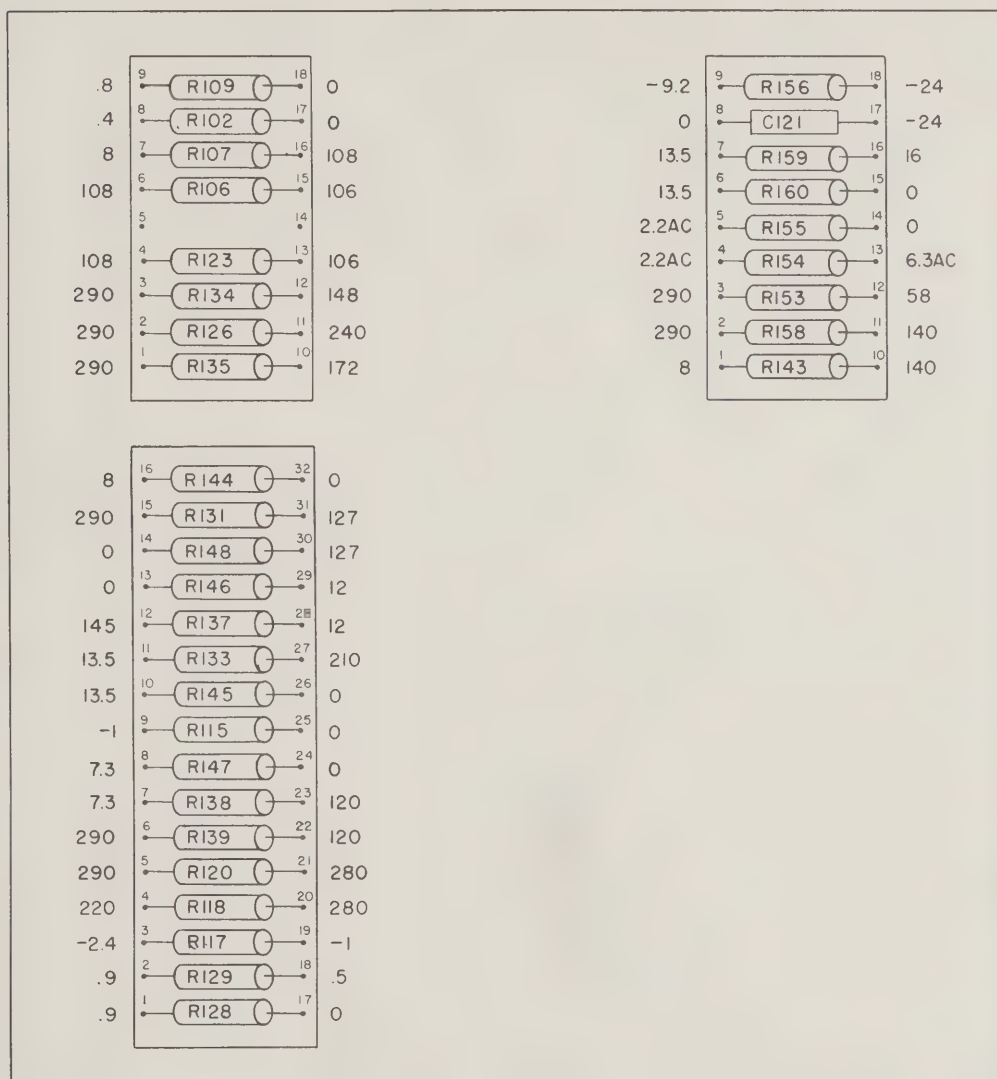 .8 9 R109 18 0
.4 8 R102 17 0
8 7 R107 16 108
108 6 R106 15 106
5 14
108 4 R123 13 106
290 3 R134 12 148
290 2 R126 11 240
290 1 R135 10 172
-9.2 9 R156 18 -24
0 8 C121 17 -24
13.5 7 R159 16 16
13.5 6 R160 15 0
2.2AC 5 R155 14 0
2.2AC 4 R154 13 6.3AC
290 3 R153 12 58
290 2 R158 11 140
8 1 R143 10 140
8 16 R144 32 0
290 15 R131 31 127
0 14 R148 30 127
0 13 R146 29 12
145 12 R137 12
13.5 11 R133 27 210
13.5 10 R145 26 0
-1 9 R115 25 0
7.3 8 R147 24 0
7.3 7 R138 23 120
290 6 R139 22 120
290 5 R120 21 280
220 4 R118 20 280
-2.4 3 R117 19 -1
.9 2 R129 18 .5
.9 1 R128 17 0